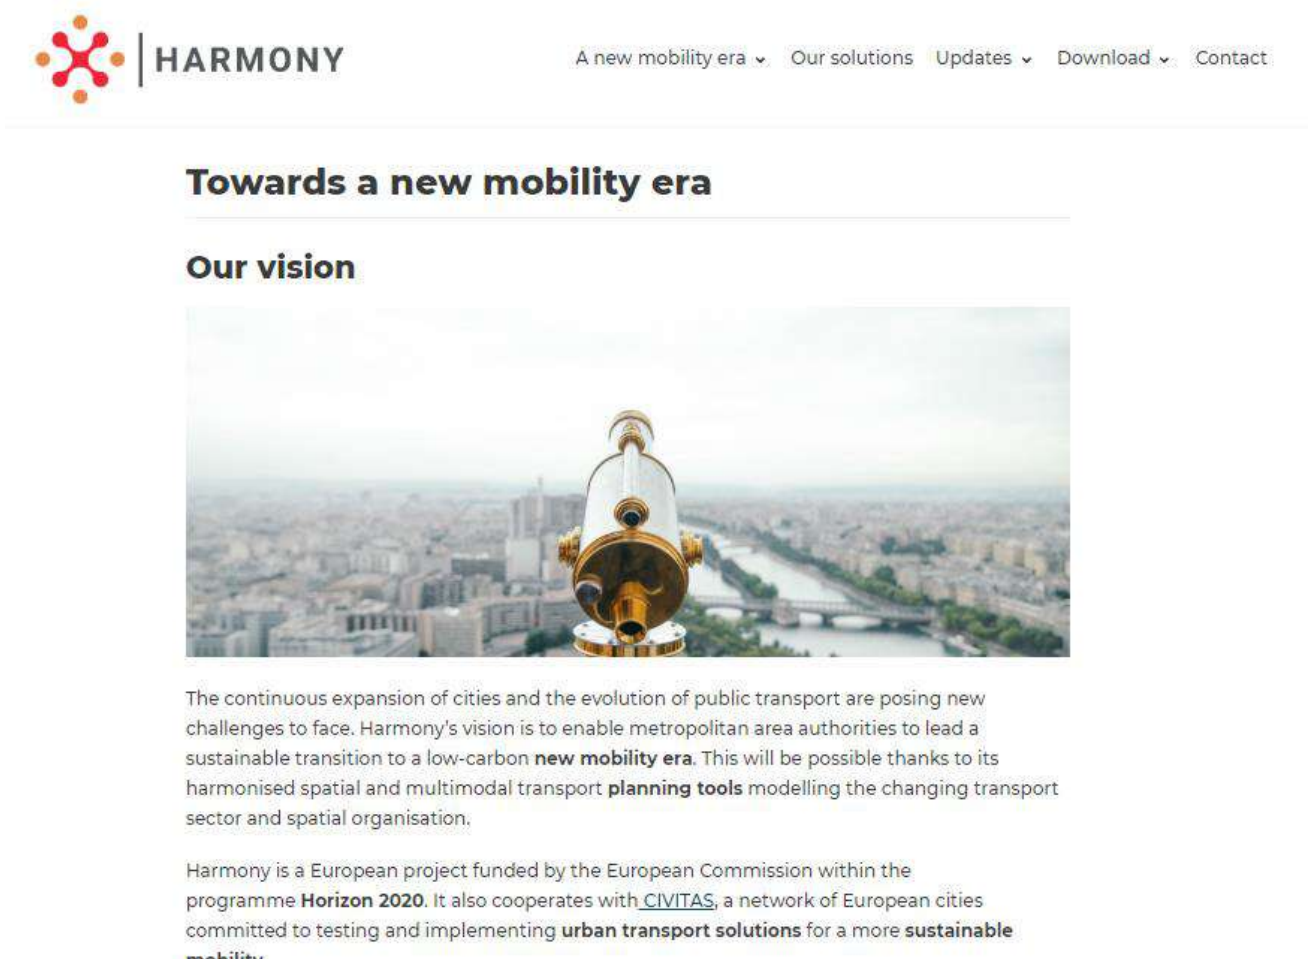 HARMONY
A new mobility era Our solutions Updates Download Contact
Towards a new mobility era
Our vision
The continuous expansion of cities and the evolution of public transport are posing new
challenges to face. Harmony's vision is to enable metropolitan area authorities to lead a
sustainable transition to a low-carbon new mobility era. This will be possible thanks to its
harmonised spatial and multimodal transport planning tools modelling the changing transport
sector and spatial organisation.
Harmony is a European project funded by the European Commission within the
programme Horizon 2020. It also cooperates with CIVITAS, a network of European cities
committed to testing and implementing urban transport solutions for a more sustainable
mobility